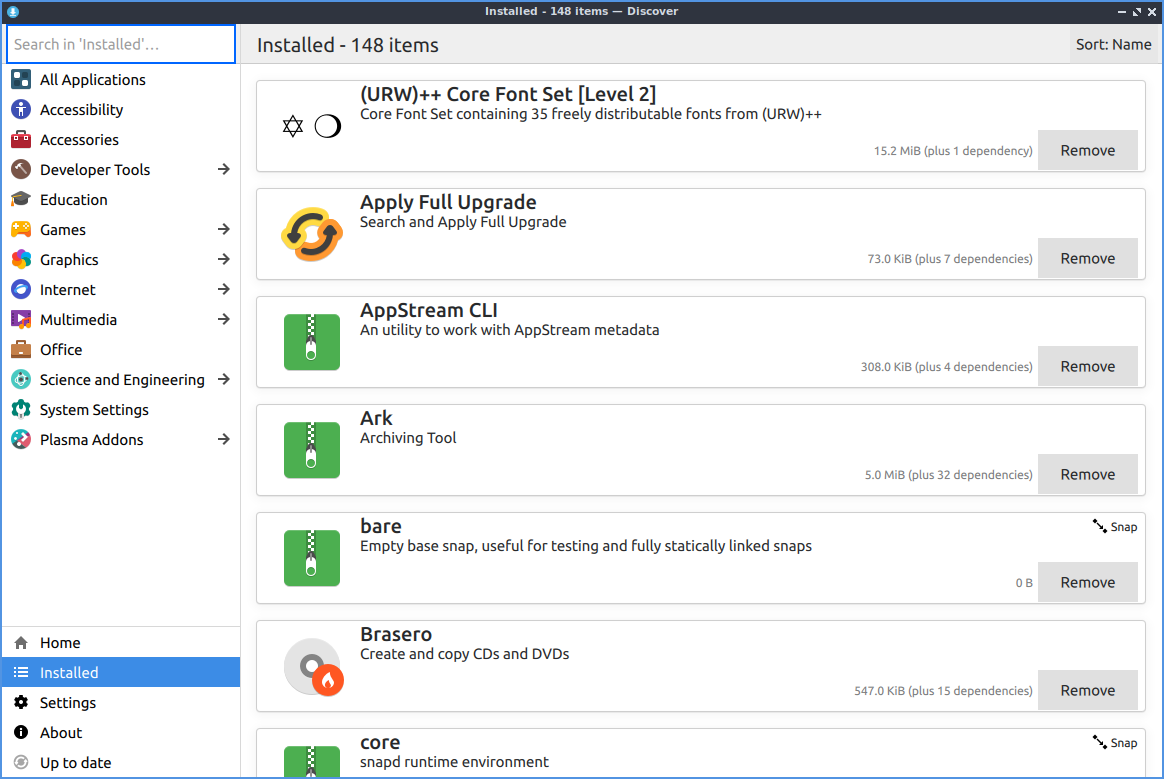 Installed - 148 items — Discover
Search in 'Installed'...
Installed - 148 items
Sort: Name
All Applications
Accessibility
Accessories
Developer Tools
Education
Games
Graphics
Internet
Multimedia
Office
Science and Engineering
System Settings
Plasma Addons
Home
Installed
Settings
About
Up to date
(URW)++ Core Font Set [Level 2]
Core Font Set containing 35 freely distributable fonts from (URW)++
15.2 MiB (plus 1 dependency)
Remove
Apply Full Upgrade
Search and Apply Full Upgrade
73.0 KiB (plus 7 dependencies)
Remove
AppStream CLI
An utility to work with AppStream metadata
308.0 KiB (plus 4 dependencies)
Remove
Ark
Archiving Tool
5.0 MiB (plus 32 dependencies)
Remove
bare
Snap
Empty base snap, useful for testing and fully statically linked snaps
0 B
Remove
Brasero
Create and copy CDs and DVDs
547.0 KiB (plus 15 dependencies)
Remove
core
Snap
snapd runtime environment